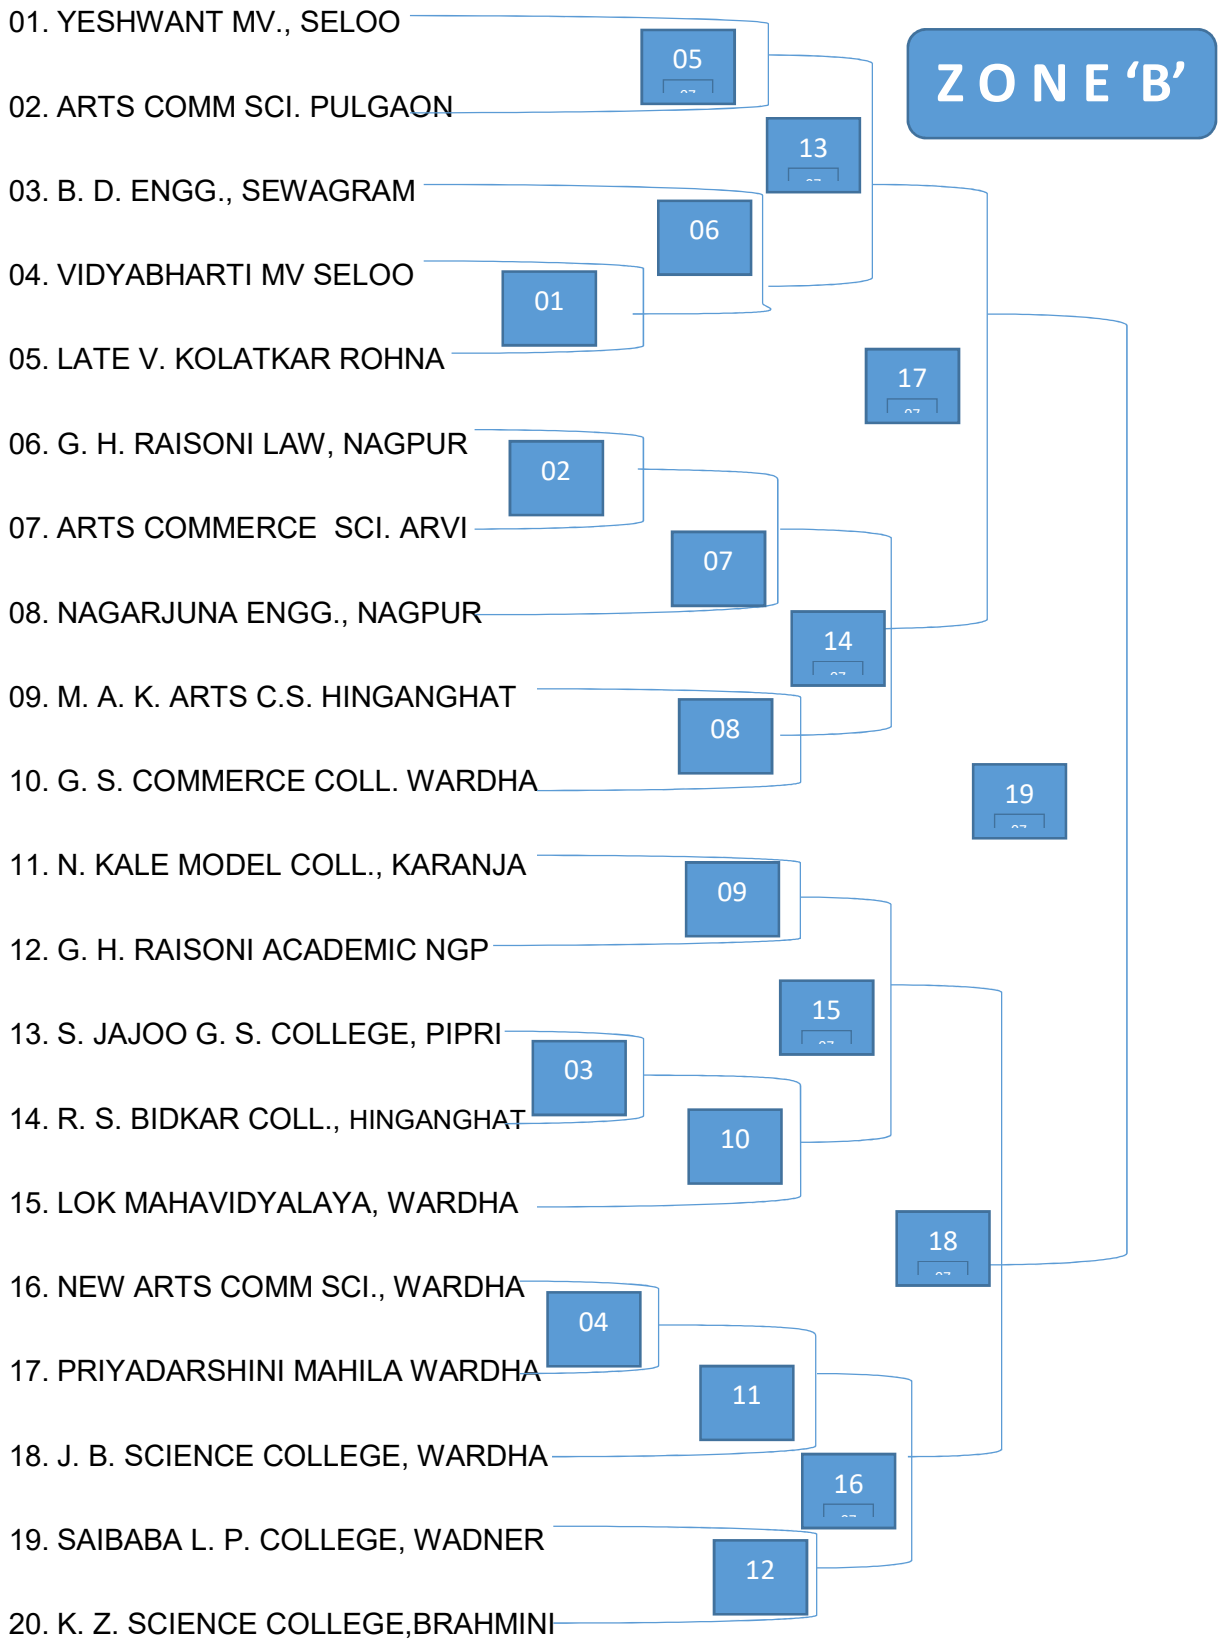 01. YESHWANT MV., SELOO
05
Z O N E ‘B’
02. ARTS COMM SCI. PULGAON
13
03. B. D. ENGG., SEWAGRAM
06
04. VIDYABHARTI MV SELOO
01
05. LATE V. KOLATKAR ROHNA
17
06. G. H. RAISONI LAW, NAGPUR
02
07. ARTS COMMERCE  SCI. ARVI
07
08. NAGARJUNA ENGG., NAGPUR
14
09. M. A. K. ARTS C.S. HINGANGHAT
08
10. G. S. COMMERCE COLL. WARDHA
19
11. N. KALE MODEL COLL., KARANJA
09
12. G. H. RAISONI ACADEMIC NGP
15
13. S. JAJOO G. S. COLLEGE, PIPRI
03
14. R. S. BIDKAR COLL., HINGANGHAT
10
15. LOK MAHAVIDYALAYA, WARDHA
18
16. NEW ARTS COMM SCI., WARDHA
04
17. PRIYADARSHINI MAHILA WARDHA
11
18. J. B. SCIENCE COLLEGE, WARDHA
16
19. SAIBABA L. P. COLLEGE, WADNER
12
20. K. Z. SCIENCE COLLEGE,BRAHMINI